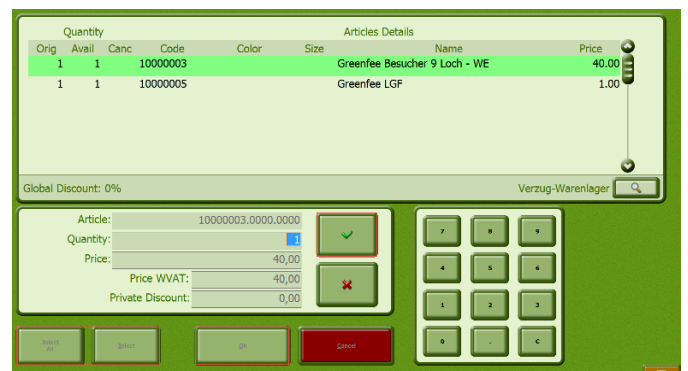 Quantity Articles Details
Orig Avail Canc Code Color Size Name Price
1 1 10000003 Greenfee Besucher 9 Loch - WE 40.00
1 1 10000005 Greenfee LGF 1.00
Global Discount: 0% Verzug-Warenlager
Article: 10000003.0000.0000
Quantity: 1
Price: 40,00
Price WVAT: 40,00
Private Discount: 0,00
7 8 9
4 5 6
1 2 3
0 . C
Select All Select Ok Cancel